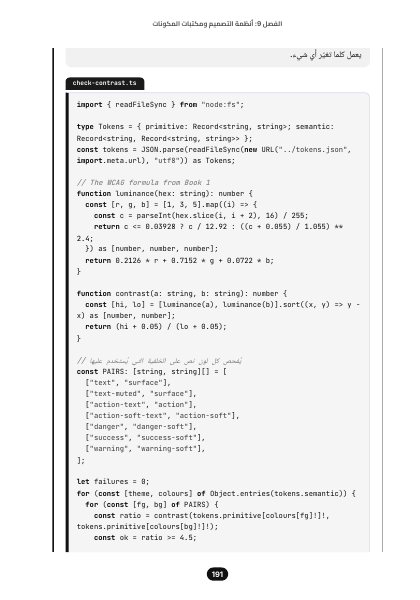 الفصل 9: أنظمة التصميم ومكتبات المكونات
يعمل كلما تغيّر أي شيء.
check-contrast.ts
import { readFileSync } from "node:fs";
type Tokens = { primitive: Record<string, string>; semantic:
Record<string, Record<string, string>> };
const tokens = JSON.parse(readFileSync(new URL("../tokens.json",
import.meta.url), "utf8")) as Tokens;
// The WCAG formula from Book 1
function luminance(hex: string): number {
  const [r, g, b] = [1, 3, 5].map((i) => {
    const c = parseInt(hex.slice(i, i + 2), 16) / 255;
    return c <= 0.03928 ? c / 12.92 : ((c + 0.055) / 1.055) **
2.4;
  }) as [number, number, number];
  return 0.2126 * r + 0.7152 * g + 0.0722 * b;
}
function contrast(a: string, b: string): number {
  const [hi, lo] = [luminance(a), luminance(b)].sort((x, y) => y -
x) as [number, number];
  return (hi + 0.05) / (lo + 0.05);
}
// يُفحص كل لون نص على الخلفية التي يُستخدم عليها
const PAIRS: [string, string][] = [
  ["text", "surface"],
  ["text-muted", "surface"],
  ["action-text", "action"],
  ["action-soft-text", "action-soft"],
  ["danger", "danger-soft"],
  ["success", "success-soft"],
  ["warning", "warning-soft"],
];
let failures = 0;
for (const [theme, colours] of Object.entries(tokens.semantic)) {
  for (const [fg, bg] of PAIRS) {
    const ratio = contrast(tokens.primitive[colours[fg]!]!,
tokens.primitive[colours[bg]!]!);
    const ok = ratio >= 4.5;
191